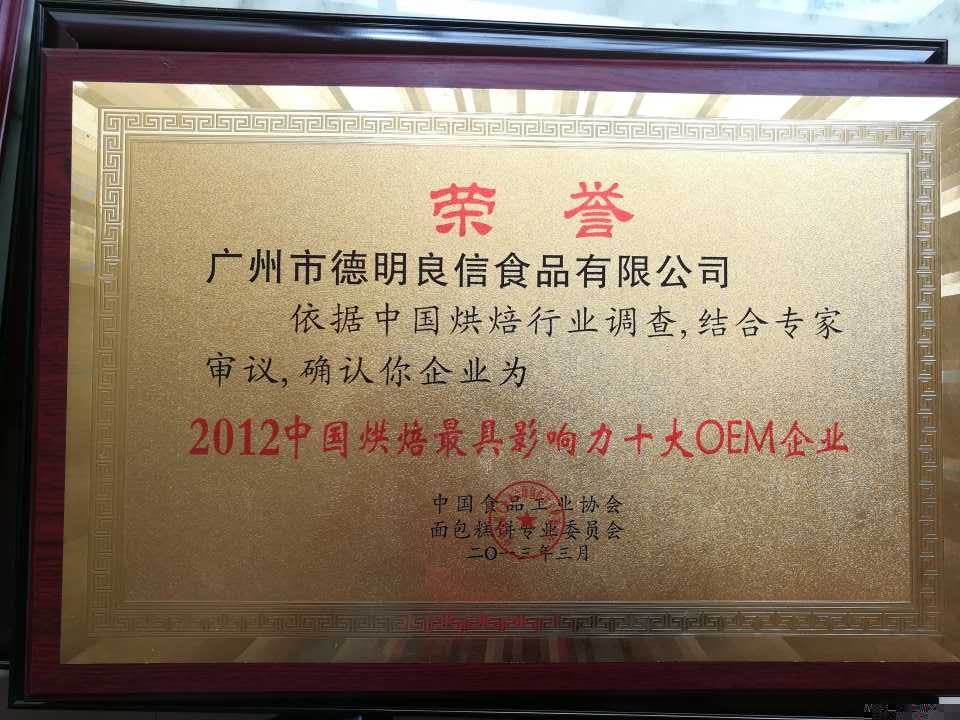 荣誉
广州市德明良信食品有限公司
依据中国烘焙行业调查,结合专家
审议,确认你企业为
2012中国烘焙最具影响力十大OEM企业
中国食品工业协会
面包糕饼专业委员会
二〇一三年三月